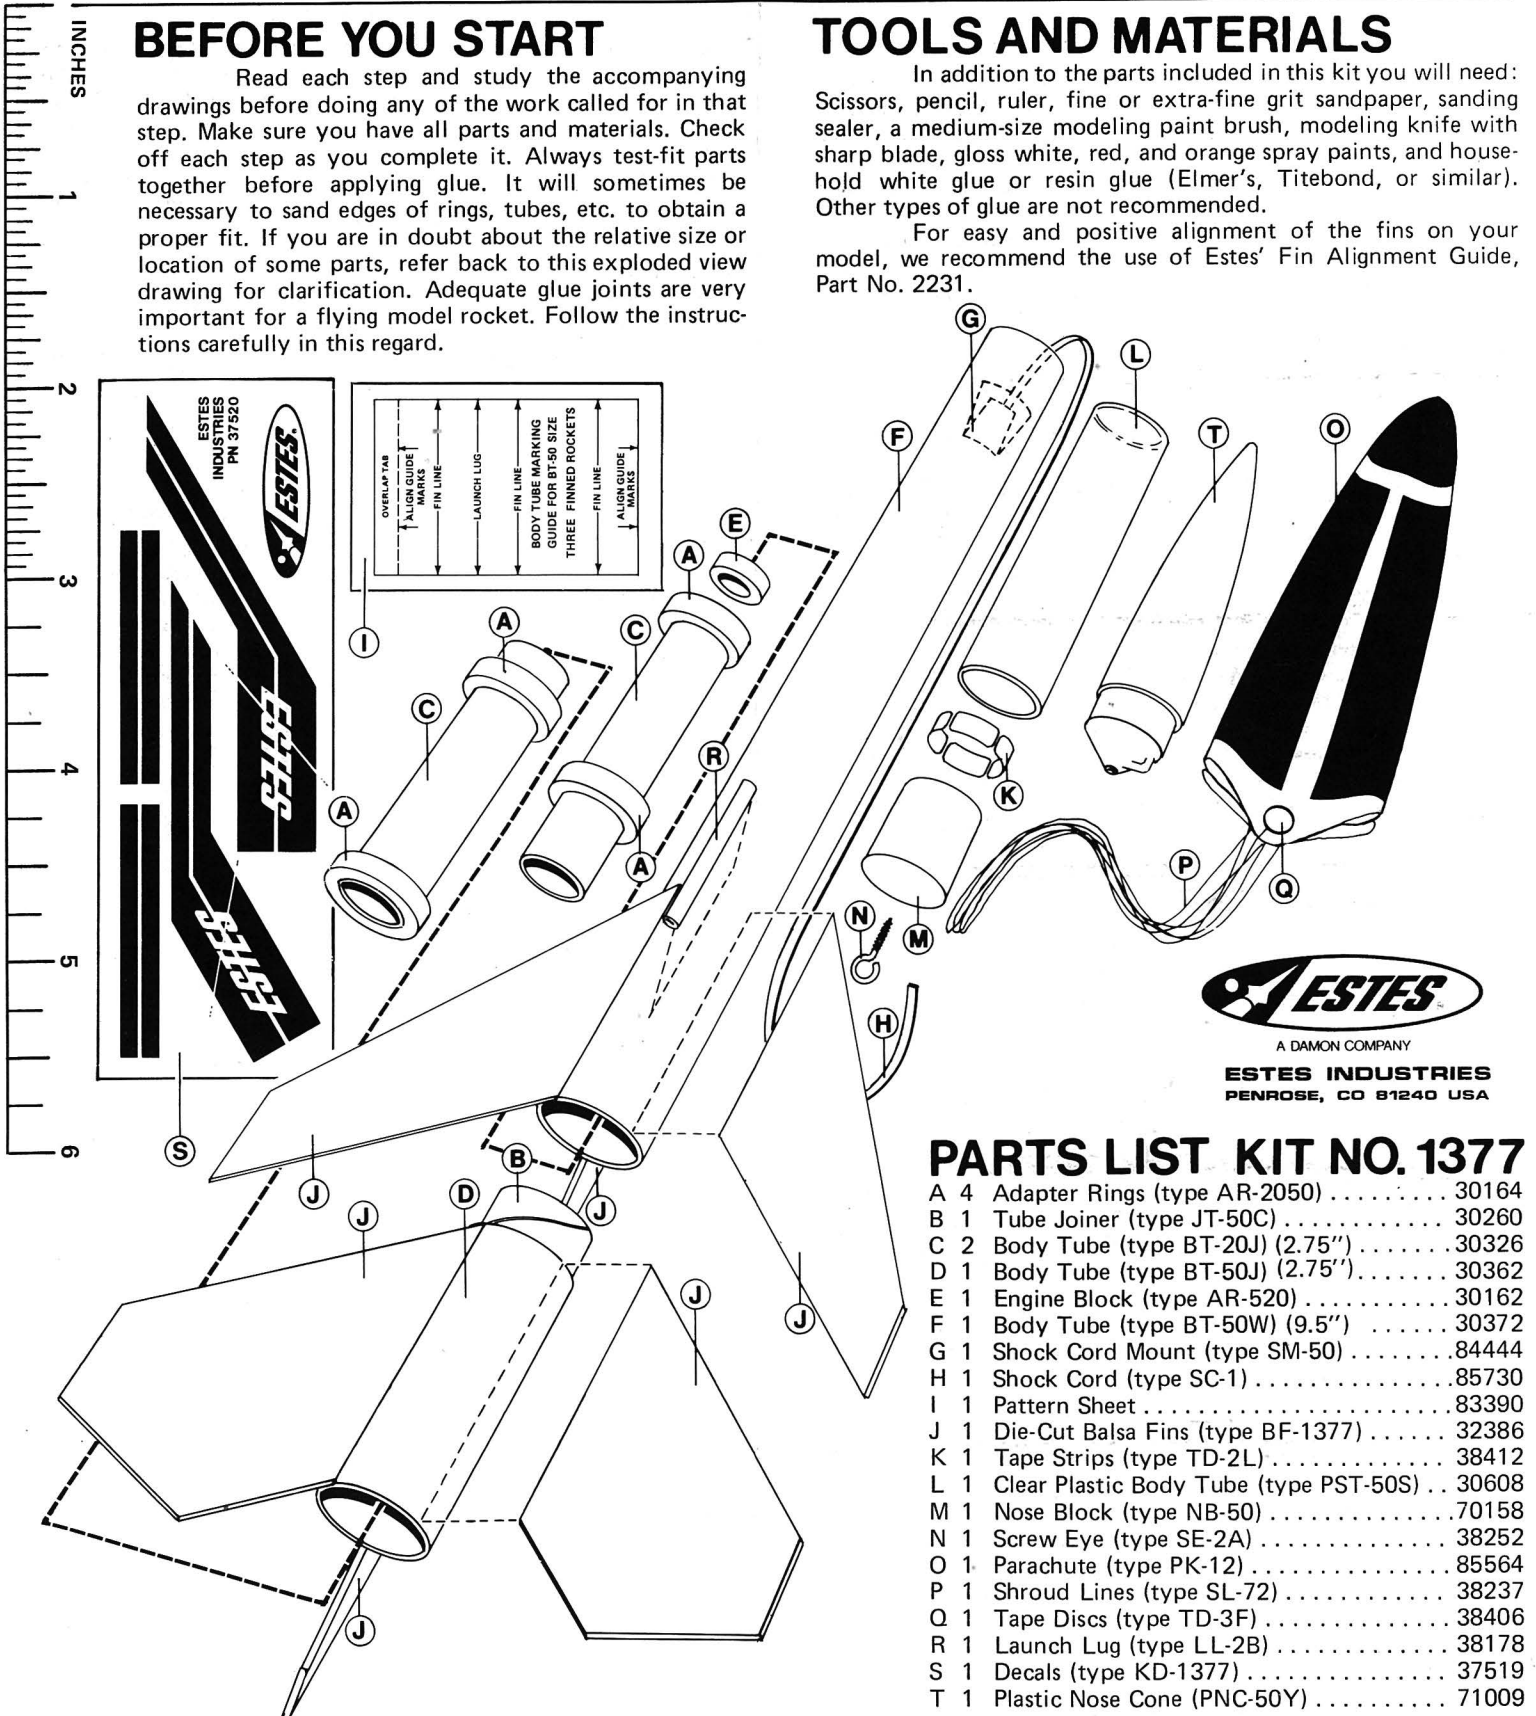 BEFORE YOU START
Read each step and study the accompanying
drawings before doing any of the work called for in that
step. Make sure you have all parts and materials. Check
off each step as you complete it. Always test-fit parts
together before applying glue. It will sometimes be
necessary to sand edges of rings, tubes, etc. to obtain a
proper fit. If you are in doubt about the relative size or
location of some parts, refer back to this exploded view
drawing for clarification. Adequate glue joints are very
important for a flying model rocket. Follow the instruc-
tions carefully in this regard.
TOOLS AND MATERIALS
In addition to the parts included in this kit you will need:
Scissors, pencil, ruler, fine or extra-fine grit sandpaper, sanding
sealer, a medium-size modeling paint brush, modeling knife with
sharp blade, gloss white, red, and orange spray paints, and house-
hold white glue or resin glue (Elmer's, Titebond, or similar).
Other types of glue are not recommended.
For easy and positive alignment of the fins on your
model, we recommend the use of Estes' Fin Alignment Guide,
Part No. 2231.
INCHES
1
2
3
4
5
6
ESTES
INDUSTRIES
PN 37520
ESTES
ESTES
ESTES
S
OVERLAP TAB
ALIGN GUIDE
MARKS
FIN LINE
LAUNCH LUG
FIN LINE
BODY TUBE MARKING
GUIDE FOR BT-50 SIZE
THREE FINNED ROCKETS
FIN LINE
ALIGN GUIDE
MARKS
I
G
L
F
T
O
E
A
C
A
C
A
R
A
K
P
Q
N
M
H
B
J
J
D
J
J
J
J
ESTES
A DAMON COMPANY
ESTES INDUSTRIES
PENROSE, CO 81240 USA
PARTS LIST KIT NO. 1377
A 4 Adapter Rings (type AR-2050) . . . . . . . . . 30164
B 1 Tube Joiner (type JT-50C) . . . . . . . . . . . . 30260
C 2 Body Tube (type BT-20J) (2.75") . . . . . . . 30326
D 1 Body Tube (type BT-50J) (2.75") . . . . . . . 30362
E 1 Engine Block (type AR-520) . . . . . . . . . . . 30162
F 1 Body Tube (type BT-50W) (9.5") . . . . . . 30372
G 1 Shock Cord Mount (type SM-50) . . . . . . . . 84444
H 1 Shock Cord (type SC-1) . . . . . . . . . . . . . . . 85730
I 1 Pattern Sheet . . . . . . . . . . . . . . . . . . . . . . . 83390
J 1 Die-Cut Balsa Fins (type BF-1377) . . . . . . 32386
K 1 Tape Strips (type TD-2L) . . . . . . . . . . . . . 38412
L 1 Clear Plastic Body Tube (type PST-50S) . . 30608
M 1 Nose Block (type NB-50) . . . . . . . . . . . . . . 70158
N 1 Screw Eye (type SE-2A) . . . . . . . . . . . . . . 38252
O 1 Parachute (type PK-12) . . . . . . . . . . . . . . . 85564
P 1 Shroud Lines (type SL-72) . . . . . . . . . . . . 38237
Q 1 Tape Discs (type TD-3F) . . . . . . . . . . . . . . 38406
R 1 Launch Lug (type LL-2B) . . . . . . . . . . . . . 38178
S 1 Decals (type KD-1377) . . . . . . . . . . . . . . . 37519
T 1 Plastic Nose Cone (PNC-50Y) . . . . . . . . . . 71009